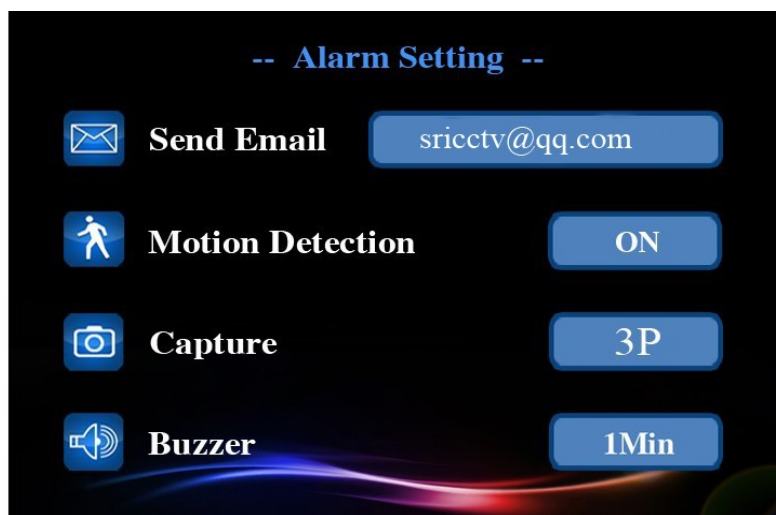 -- Alarm Setting --
Send Email sricctv@qq.com
Motion Detection ON
Capture 3P
Buzzer 1Min